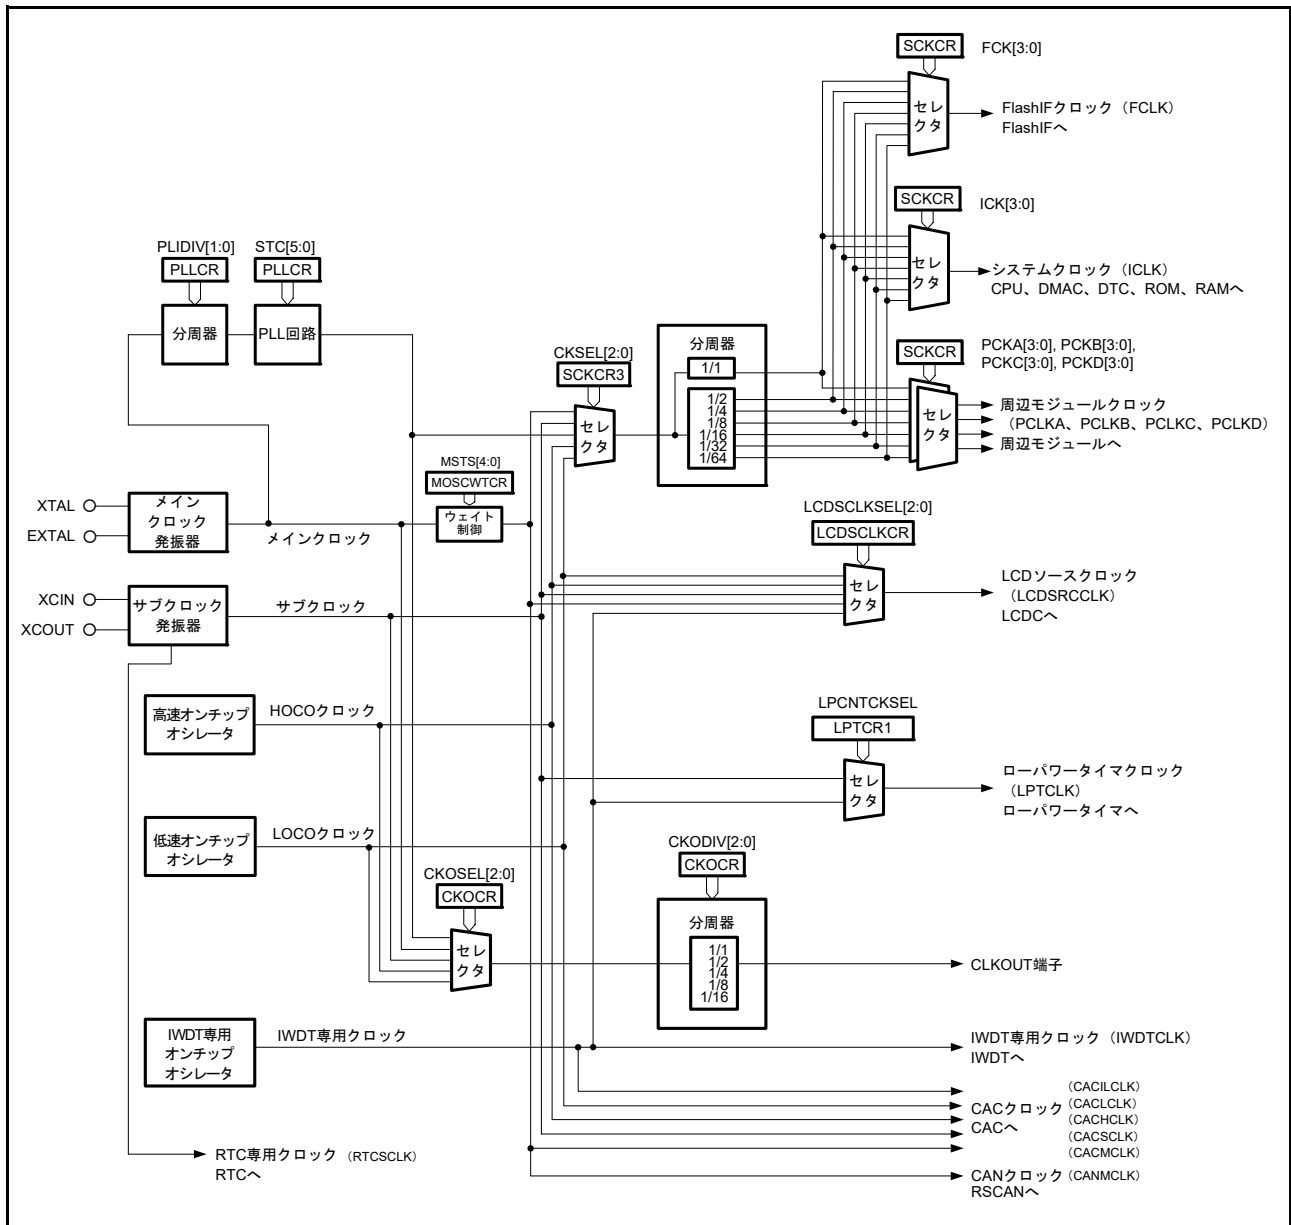 SCKCR
FCK[3:0]
セレ
クタ
FlashIFクロック（FCLK）
FlashIFへ
SCKCR
ICK[3:0]
セレ
クタ
システムクロック（ICLK）
CPU、DMAC、DTC、ROM、RAMへ
PLIDIV[1:0]
STC[5:0]
PLLCR
PLLCR
分周器
PLL回路
CKSEL[2:0]
SCKCR3
セレ
クタ
分周器
1/1
1/2
1/4
1/8
1/16
1/32
1/64
SCKCR
PCKA[3:0], PCKB[3:0],
PCKC[3:0], PCKD[3:0]
セレ
クタ
周辺モジュールクロック
（PCLKA、PCLKB、PCLKC、PCLKD）
周辺モジュールへ
MSTS[4:0]
MOSCWTCR
ウェイト
制御
XTAL
EXTAL
メイン
クロック
発振器
メインクロック
LCDSCLKSEL[2:0]
LCDSCLKCR
セレ
クタ
LCDソースクロック
（LCDSRCCLK）
LCDCへ
XCIN
XCOUT
サブクロック
発振器
サブクロック
高速オンチップ
オシレータ
HOCOクロック
LPCNTCKSEL
LPTCR1
セレ
クタ
ローパワータイマクロック
（LPTCLK）
ローパワータイマへ
低速オンチップ
オシレータ
LOCOクロック
CKOSEL[2:0]
CKOCR
セレ
クタ
CKODIV[2:0]
CKOCR
分周器
1/1
1/2
1/4
1/8
1/16
CLKOUT端子
IWDT専用
オンチップ
オシレータ
IWDT専用クロック
IWDT専用クロック（IWDTCLK）
IWDTへ
CACクロック
CACへ
（CACILCLK）
（CACLCLK）
（CACHCLK）
（CACSCLK）
（CACMCLK）
RTC専用クロック（RTCSCLK）
RTCへ
CANクロック（CANMCLK）
RSCANへ